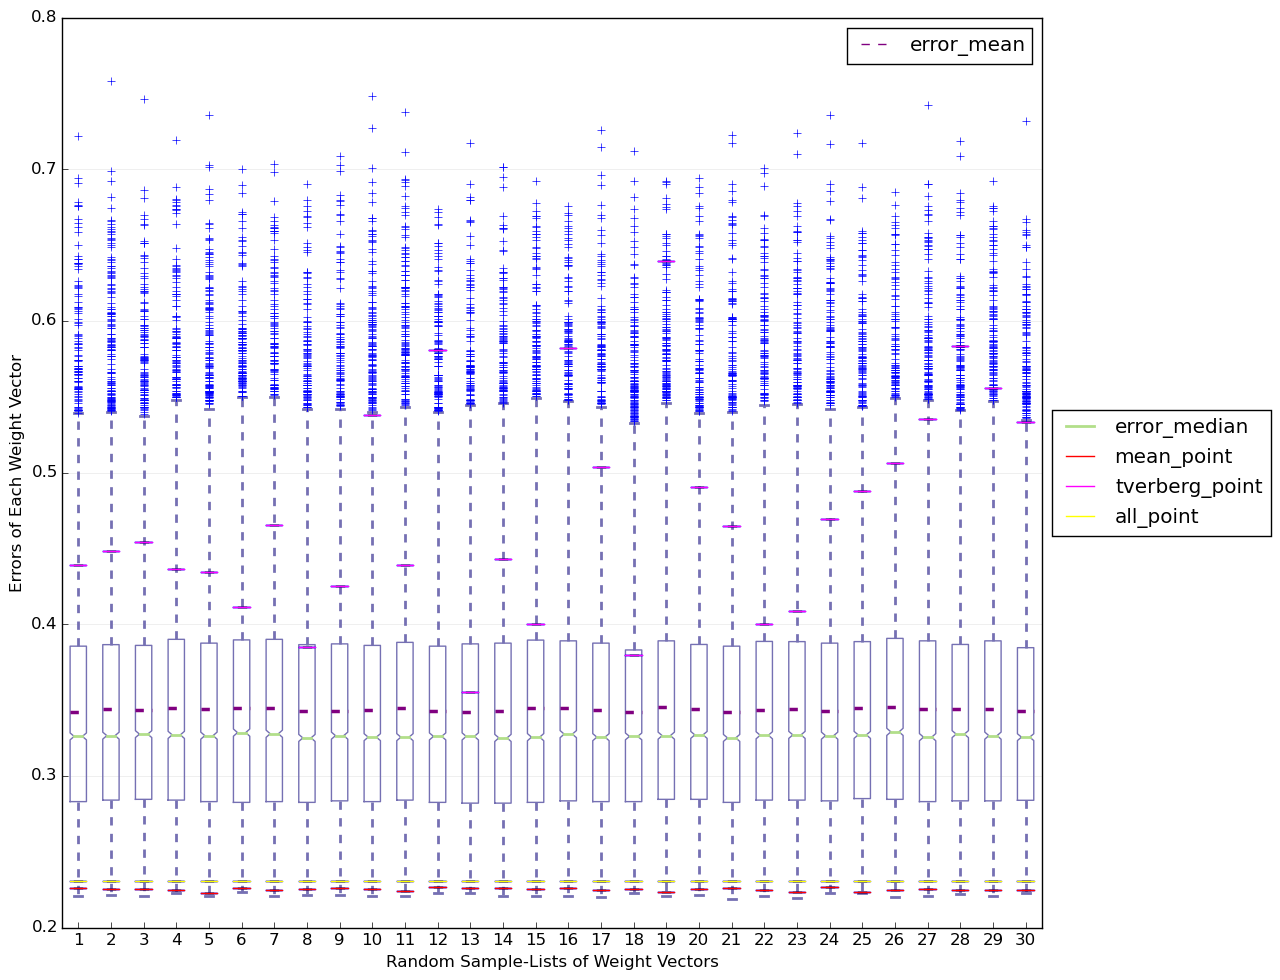 error_mean
error_median
mean_point
tverberg_point
all_point
Errors of Each Weight Vector
0.8
0.7
0.6
0.5
0.4
0.3
0.2
1 2 3 4 5 6 7 8 9 10 11 12 13 14 15 16 17 18 19 20 21 22 23 24 25 26 27 28 29 30
Random Sample-Lists of Weight Vectors